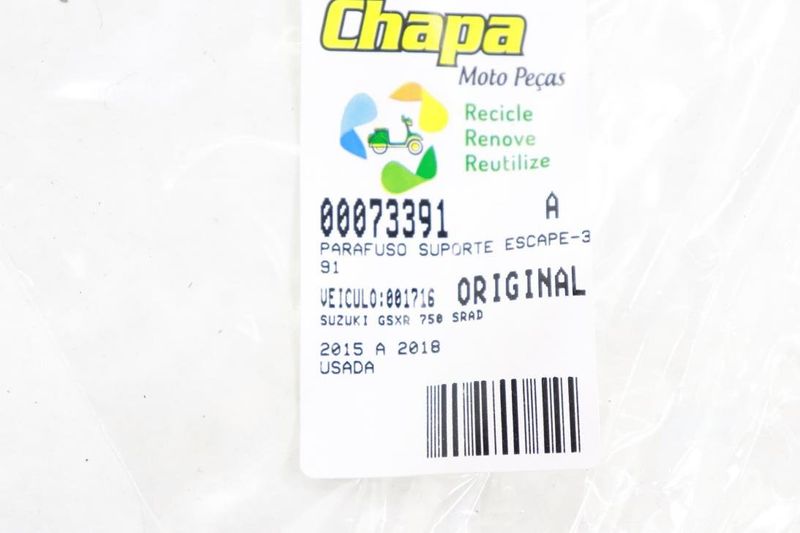 Chapa
Moto Peças
Recicle
Renove
Reutilize
00073391 A
PARAFUSO SUPORTE ESCAPE-3
91
VEICULO:001716 ORIGINAL
SUZUKI GSXR 750 SRAD
2015 A 2018
USADA